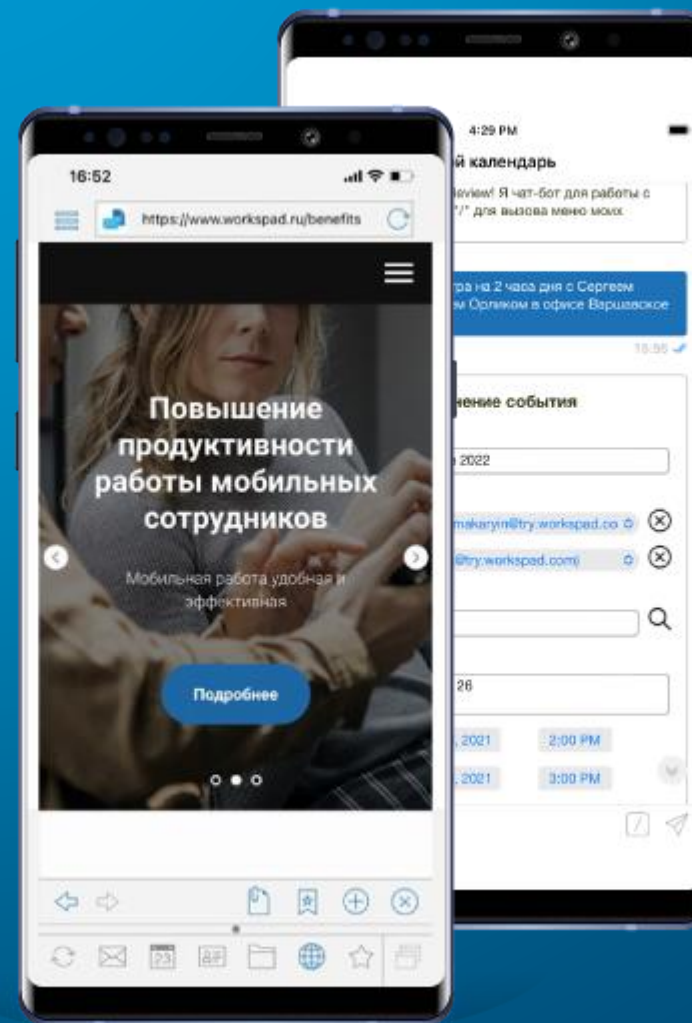 16:52
https://www.workspad.ru/benefits
Повышение
продуктивности
работы мобильных
сотрудников
Мобильная работа удобная и
эффективная
Подробнее
23
4:29 PM
й календарь
review! Я чат-бот для работы с
"/" для вызова меню моих
тра на 2 часа дня с Сергеем
м Орликом в офисе Варшавское
16:55
нение события
2022
makaryin@try.workspad.co
@try.workspad.com)
26
, 2021 2:00 PM
, 2021 3:00 PM
/